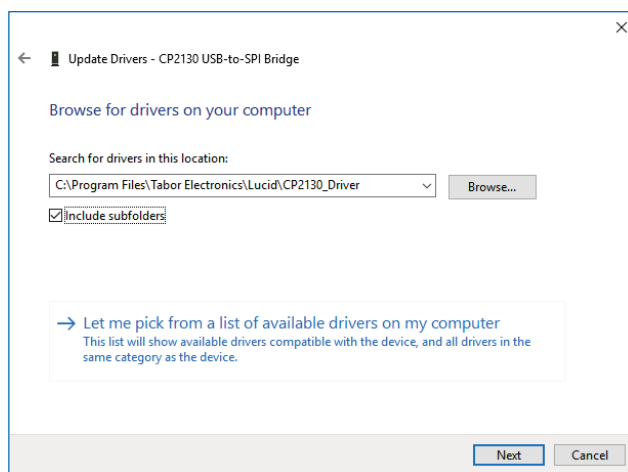 Update Drivers - CP2130 USB-to-SPI Bridge
Browse for drivers on your computer
Search for drivers in this location:
C:\Program Files\Tabor Electronics\Lucid\CP2130_Driver
Browse...
Include subfolders
Let me pick from a list of available drivers on my computer
This list will show available drivers compatible with the device, and all drivers in the
same category as the device.
Next
Cancel